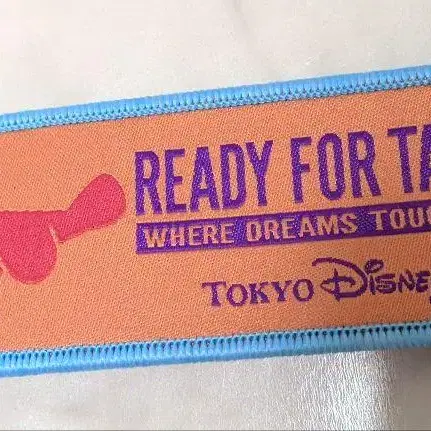 READY FOR TA
WHERE DREAMS TOUC
TOKYO DISNE